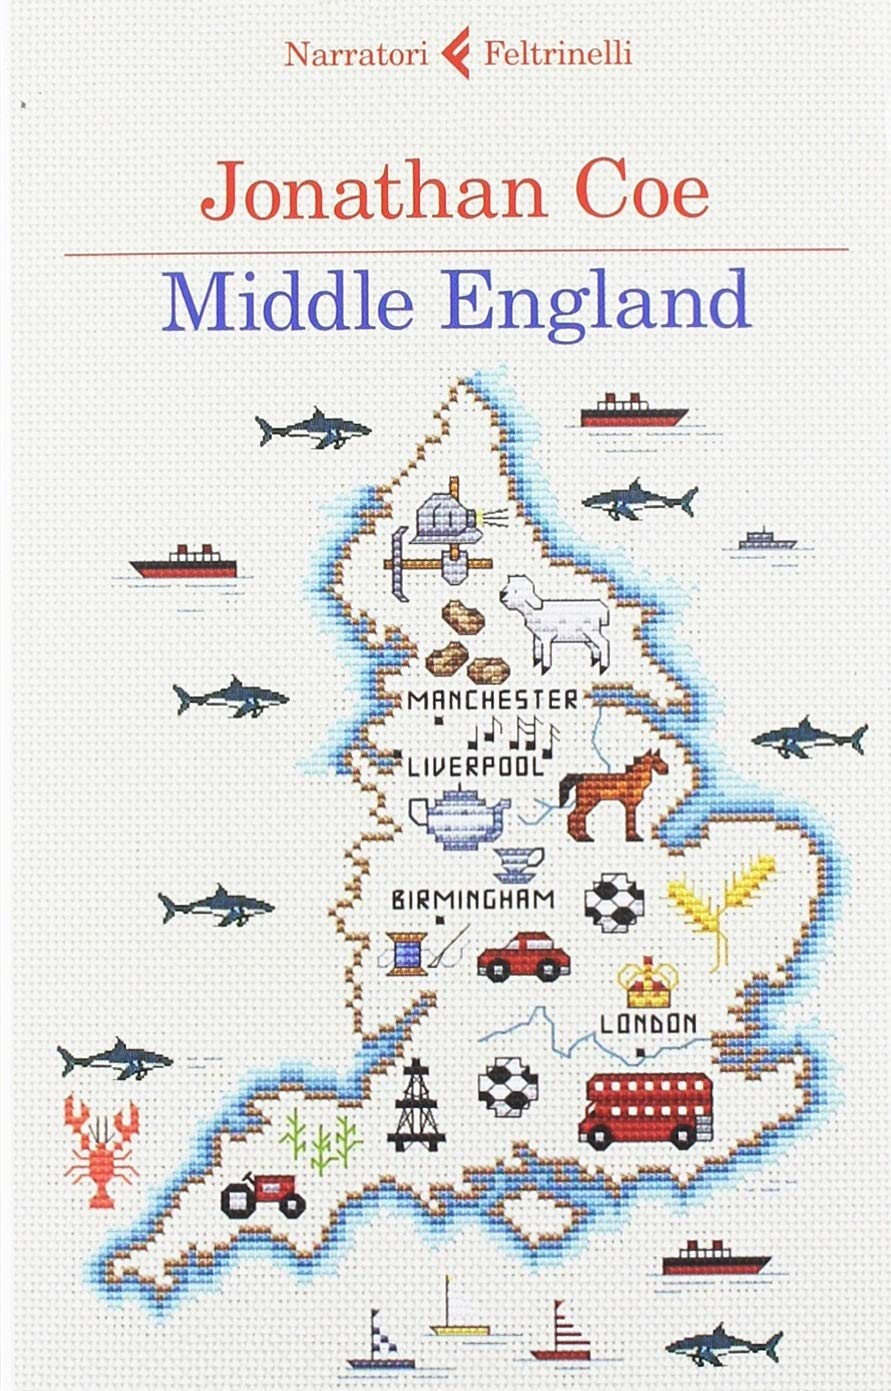 Narratori Feltrinelli
Jonathan Coe
Middle England
MANCHESTER
LIVERPOOL
BIRMINGHAM
LONDON